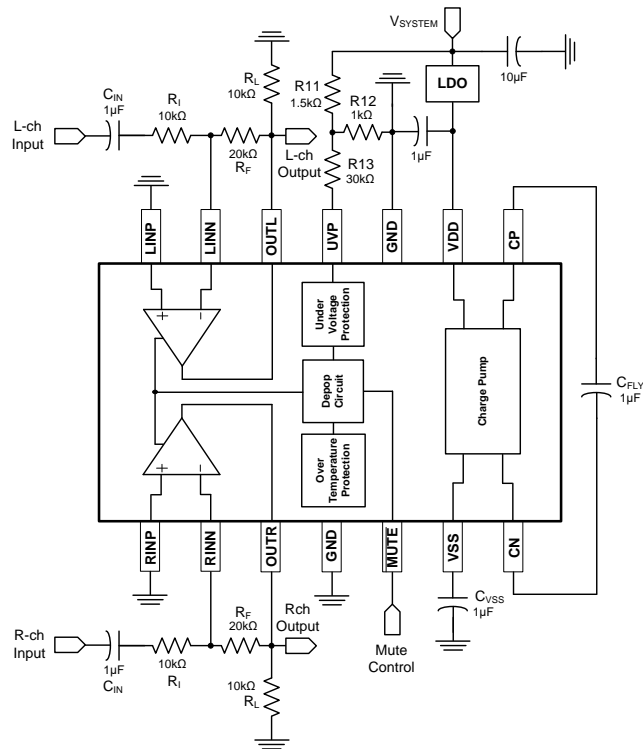 VSYSTEM
LDO
10µF
RL
10kΩ
R11
1.5kΩ
R12
1kΩ
CIN
1µF
RI
10kΩ
L-ch
Input
20kΩ
RF
L-ch
Output
R13
30kΩ
1µF
LINP
LINN
OUTL
UVP
GND
VDD
CP
+
-
Under
Voltage
Protection
Depop
Circuit
Over
Temperature
Protection
Charge Pump
CFLY
1µF
+
-
RINP
RINN
OUTR
GND
MUTE
VSS
CN
CVSS
1µF
R-ch
Input
1µF
CIN
10kΩ
RI
RF
20kΩ
Rch
Output
10kΩ
RL
Mute
Control